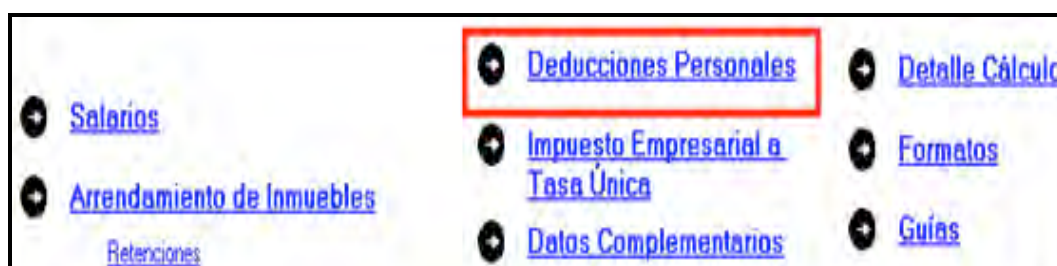 Salarios
Arrendamiento de Inmuebles
Retenciones
Deducciones Personales
Impuesto Empresarial a
Tasa Única
Datos Complementarios
Detalle Cálculo
Formatos
Guías